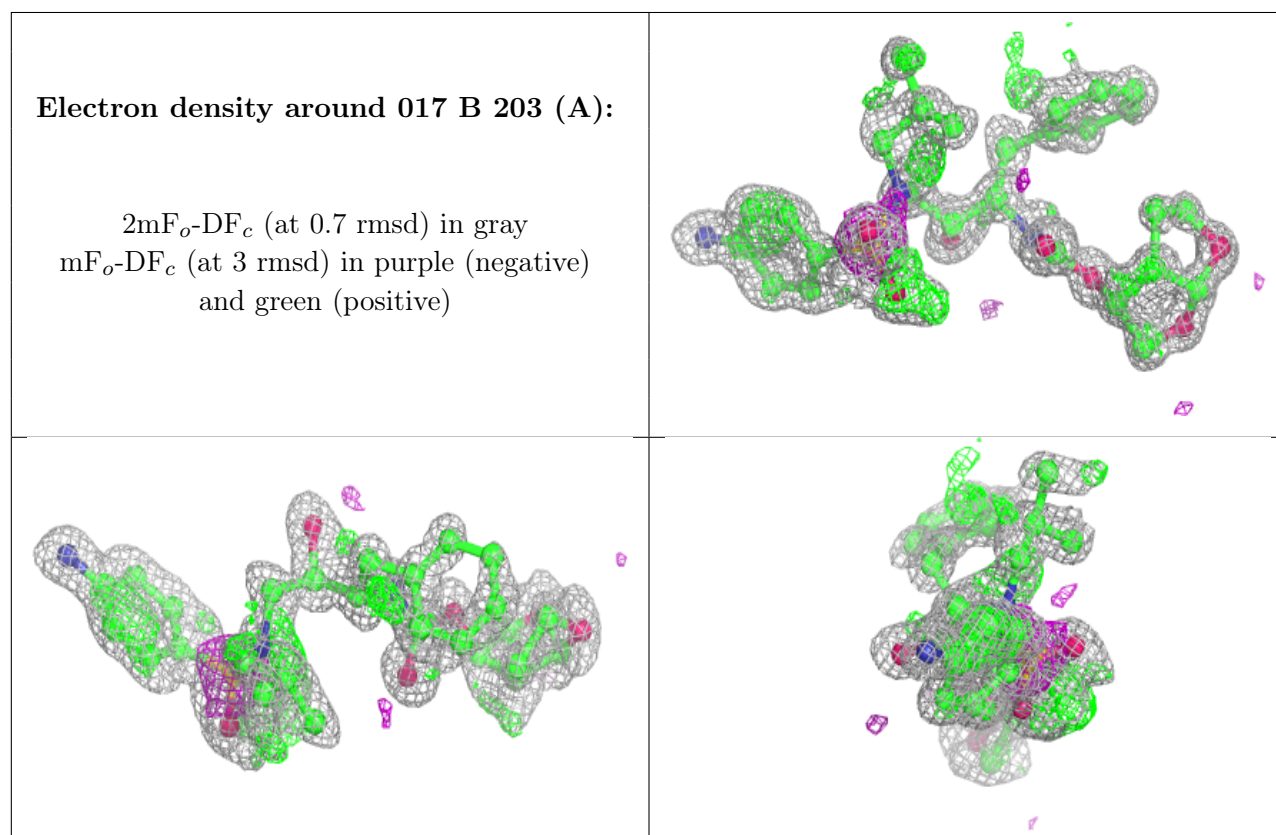 Electron density around 017 B 203 (A):
2mFₒ-DF𝑐 (at 0.7 rmsd) in gray
mFₒ-DF𝑐 (at 3 rmsd) in purple (negative)
and green (positive)